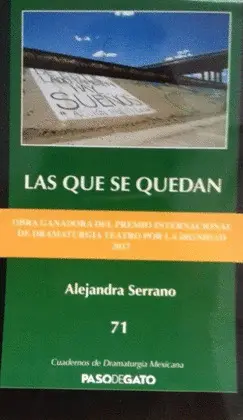 SUEÑOS
LAS QUE SE QUEDAN
OBRA GANADORA DEL PREMIO INTERNACIONAL
DE DRAMATURGIA TEATRO POR LA DIGNIDAD
2017
Alejandra Serrano
71
Cuadernos de Dramaturgia Mexicana
PASODEGATO